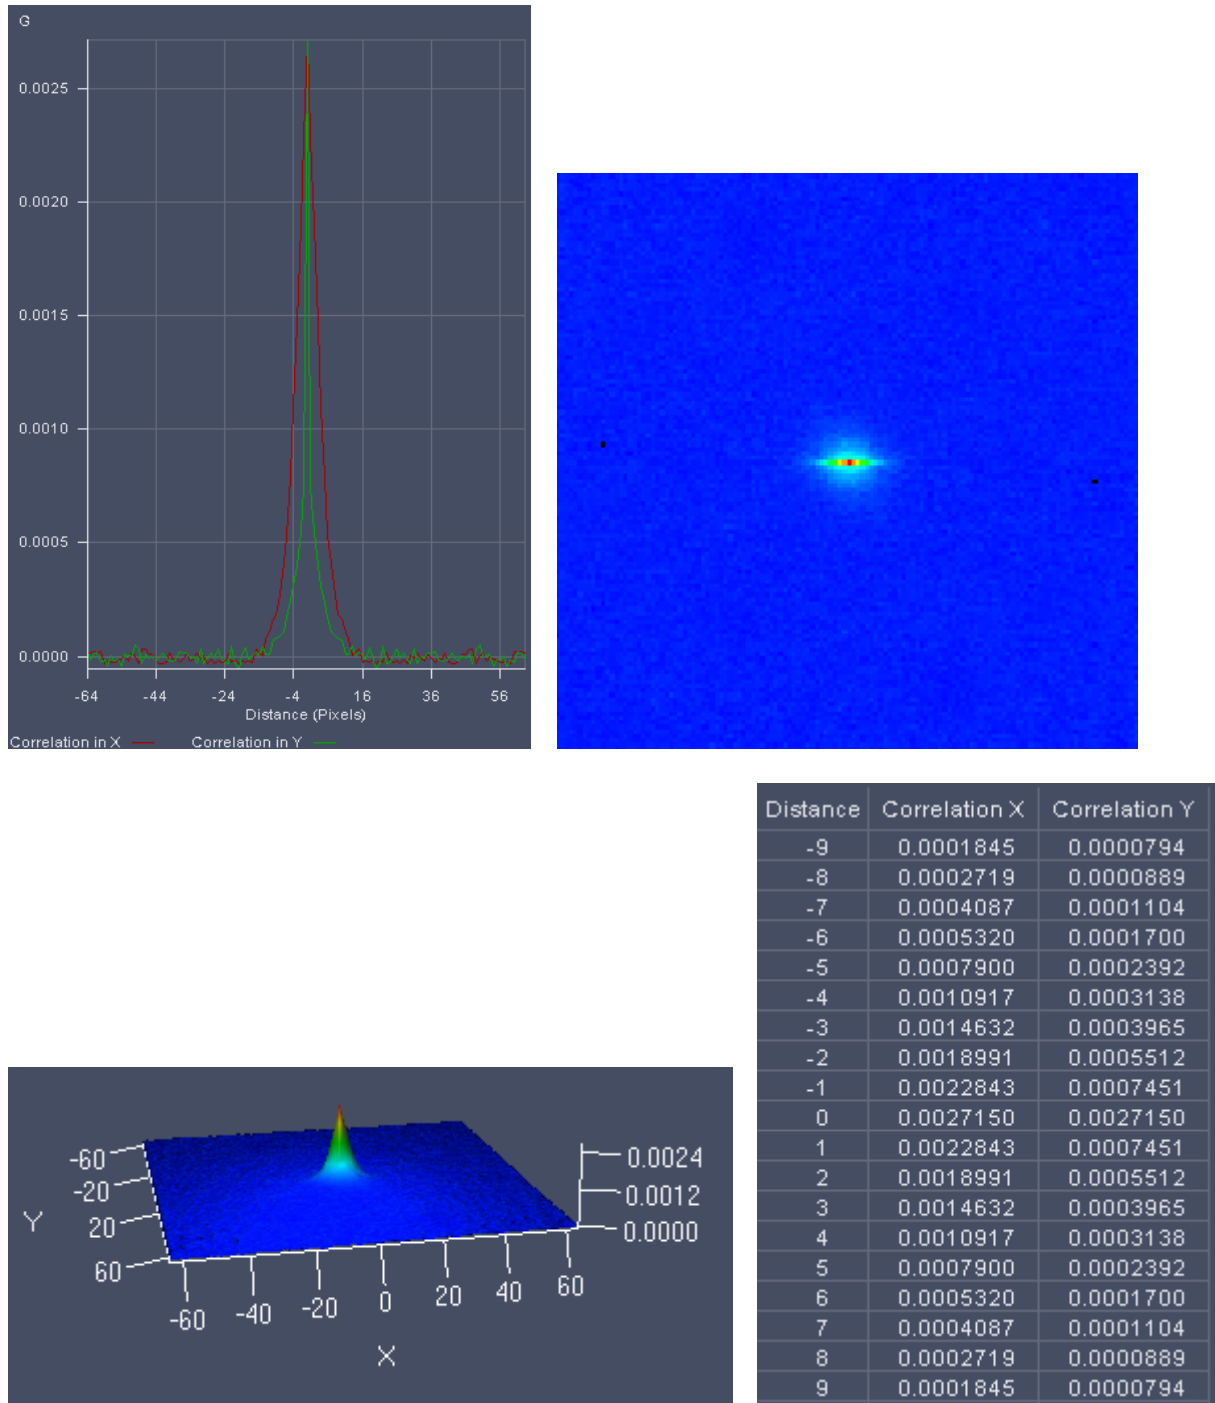 G
0.0025
0.0020
0.0015
0.0010
0.0005
0.0000
-64 -44 -24 -4 16 36 56
Distance (Pixels)
Correlation in X Correlation in Y
-60
-20
20
60
Y
-60 -40 -20 0 20 40 60
X
0.0024
0.0012
0.0000
Distance Correlation X Correlation Y
-9 0.0001845 0.0000794
-8 0.0002719 0.0000889
-7 0.0004087 0.0001104
-6 0.0005320 0.0001700
-5 0.0007900 0.0002392
-4 0.0010917 0.0003138
-3 0.0014632 0.0003965
-2 0.0018991 0.0005512
-1 0.0022843 0.0007451
0 0.0027150 0.0027150
1 0.0022843 0.0007451
2 0.0018991 0.0005512
3 0.0014632 0.0003965
4 0.0010917 0.0003138
5 0.0007900 0.0002392
6 0.0005320 0.0001700
7 0.0004087 0.0001104
8 0.0002719 0.0000889
9 0.0001845 0.0000794